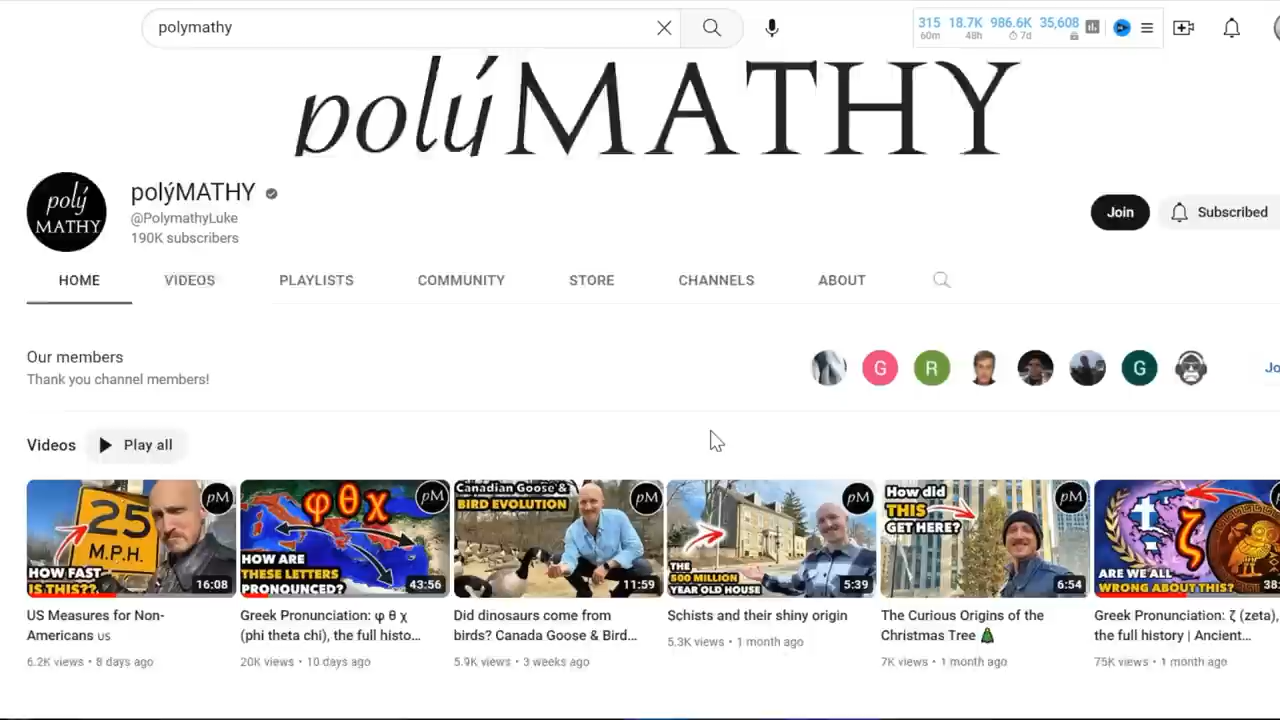 polymathy
315 18.7K 986.6K 35,608
60m 48h 7d
polýMATHY
polý
MATHY
polýMATHY
@PolymathyLuke
190K subscribers
Join
Subscribed
HOME
VIDEOS
PLAYLISTS
COMMUNITY
STORE
CHANNELS
ABOUT
Our members
Thank you channel members!
G
R
G
Jo
Videos
Play all
25
M.P.H.
HOW FAST
IS THIS??
pM
16:08
φ θ χ
HOW ARE
THESE LETTERS
PRONOUNCED?
pM
43:56
Canadian Goose &
BIRD EVOLUTION
pM
11:59
THE
500 MILLION
YEAR OLD HOUSE
pM
5:39
How did
THIS
GET HERE?
pM
6:54
ζ
ARE WE ALL
WRONG ABOUT THIS?
38:
US Measures for Non-
Americans 🇺🇸
6.2K views • 8 days ago
Greek Pronunciation: φ θ χ
(phi theta chi), the full histo...
20K views • 10 days ago
Did dinosaurs come from
birds? Canada Goose & Bird...
5.9K views • 3 weeks ago
Schists and their shiny origin
5.3K views • 1 month ago
The Curious Origins of the
Christmas Tree 🎄
7K views • 1 month ago
Greek Pronunciation: ζ (zeta),
the full history | Ancient...
75K views • 1 month ago